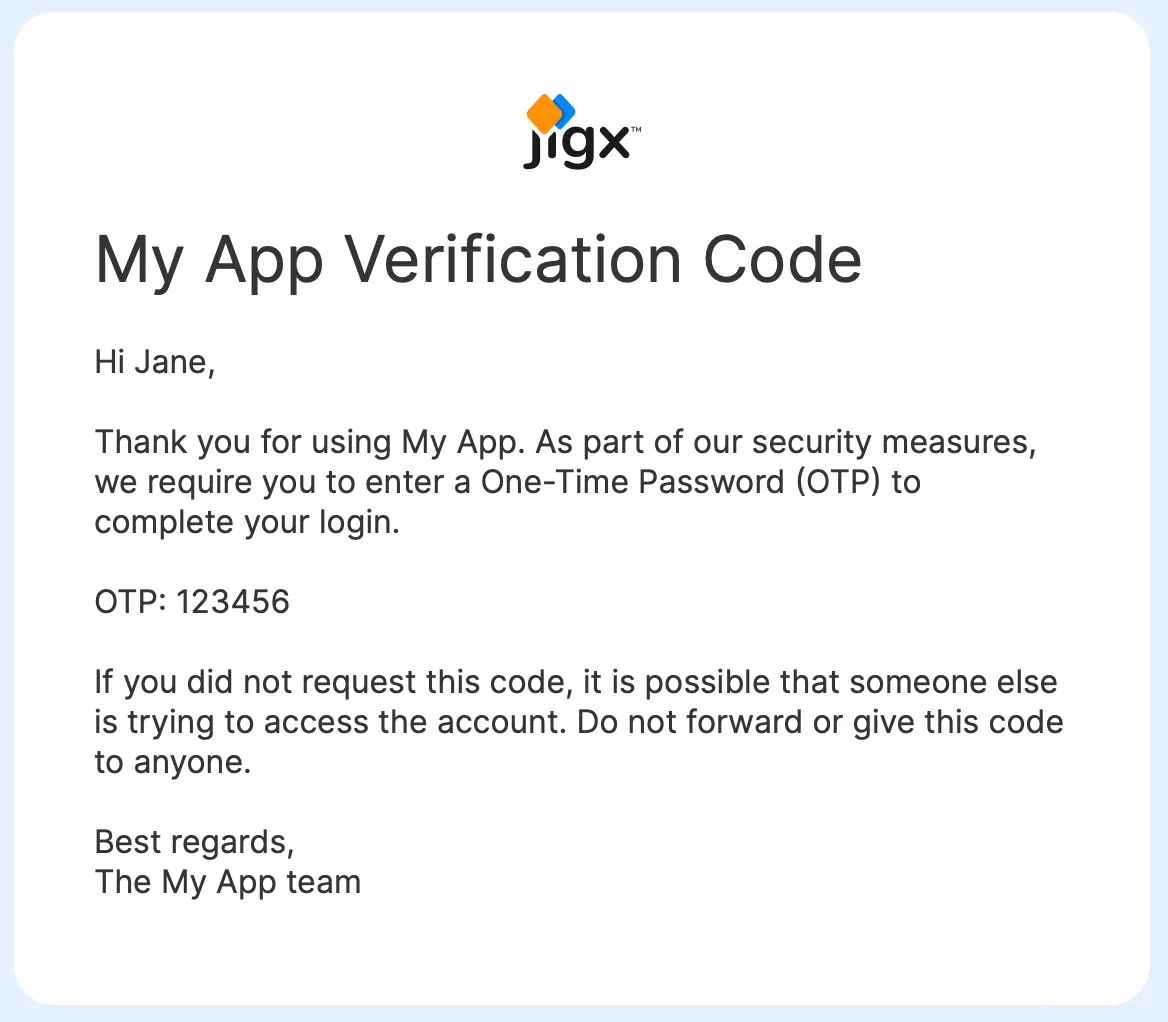 jigx™
My App Verification Code
Hi Jane,
Thank you for using My App. As part of our security measures,
we require you to enter a One-Time Password (OTP) to
complete your login.
OTP: 123456
If you did not request this code, it is possible that someone else
is trying to access the account. Do not forward or give this code
to anyone.
Best regards,
The My App team